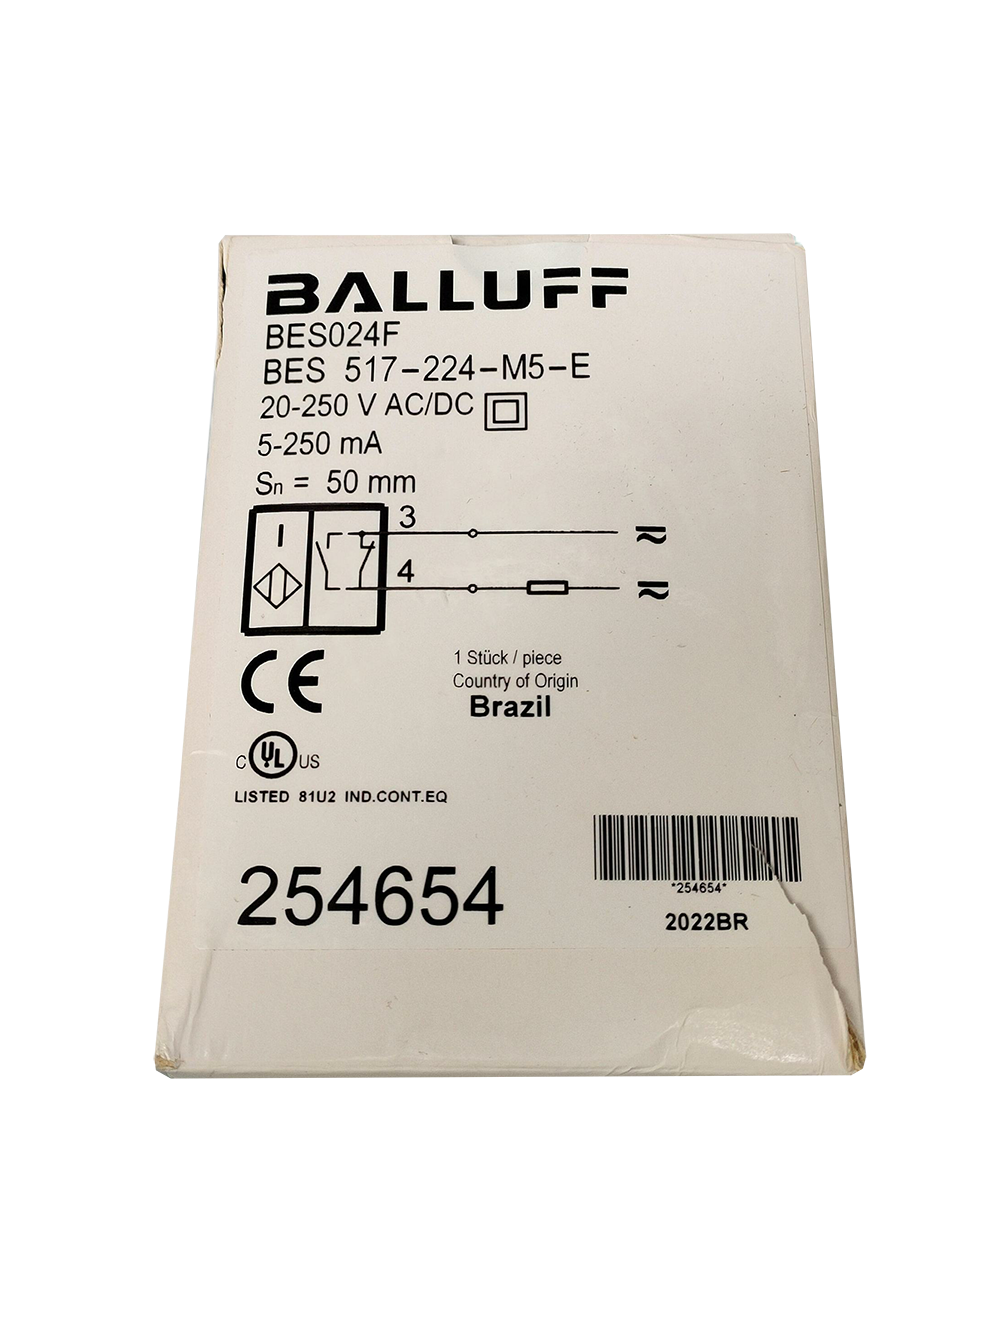 BALLUFF
BES024F
BES 517-224-M5-E
20-250 V AC/DC
5-250 mA
Sn = 50 mm
3
4
CE
1 Stück / piece
Country of Origin
Brazil
C UL US
LISTED 81U2 IND.CONT.EQ
254654
*254654*
2022BR